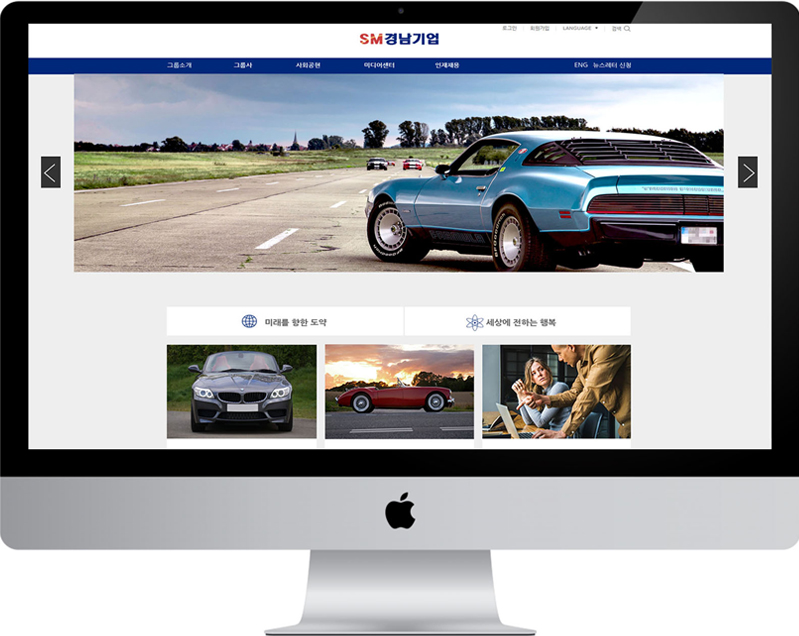 로그인 회원가입 LANGUAGE 검색
SM경남기업
그룹소개 그룹사 사회공헌 미디어센터 인재채용 ENG 뉴스레터 신청
미래를 향한 도약 세상에 전하는 행복